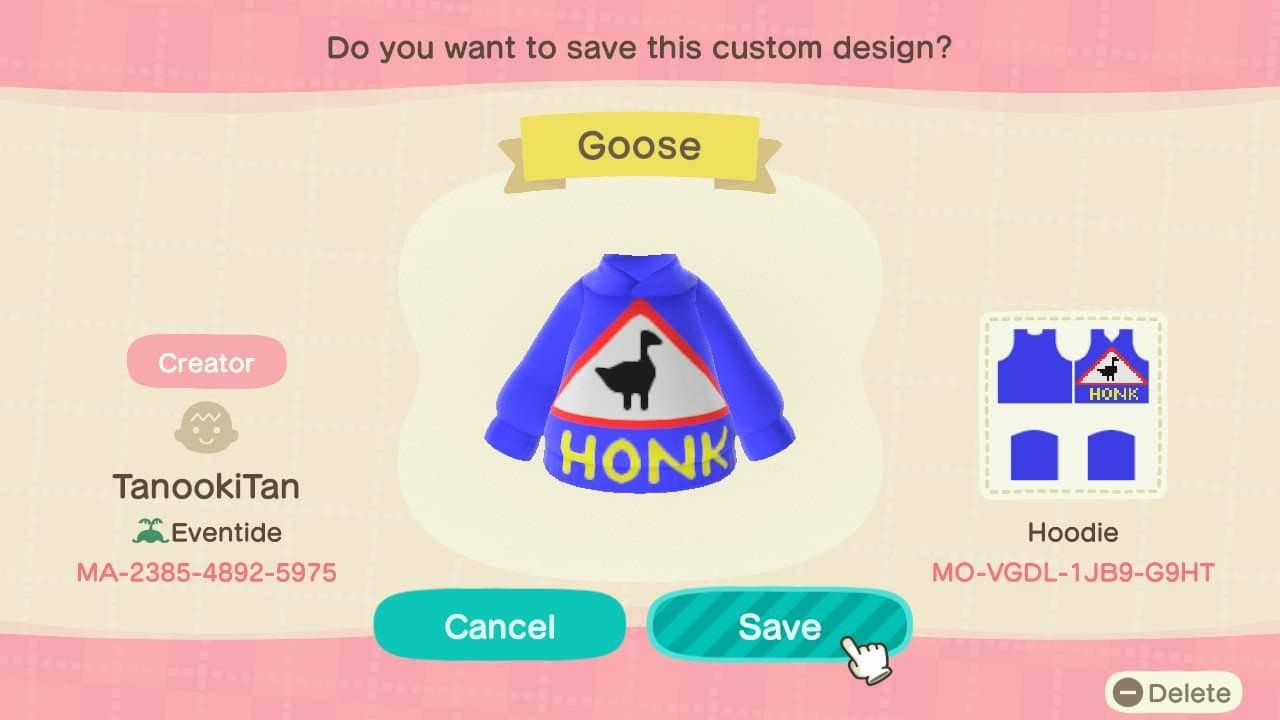 Do you want to save this custom design?
Goose
HONK
Creator
TanookiTan
Eventide
MA-2385-4892-5975
HONK
Hoodie
MO-VGDL-1JB9-G9HT
Cancel
Save
Delete